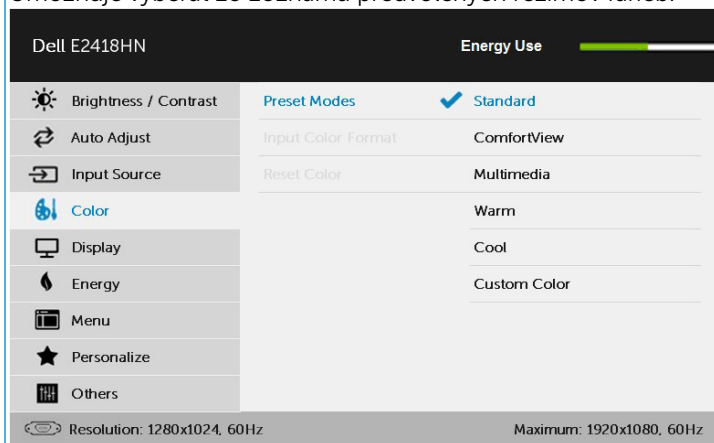 Dell E2418HN Energy Use
Brightness / Contrast Preset Modes Standard
Auto Adjust Input Color Format ComfortView
Input Source Reset Color Multimedia
Color Warm
Display Cool
Energy Custom Color
Menu
Personalize
Others
Resolution: 1280x1024, 60Hz Maximum: 1920x1080, 60Hz